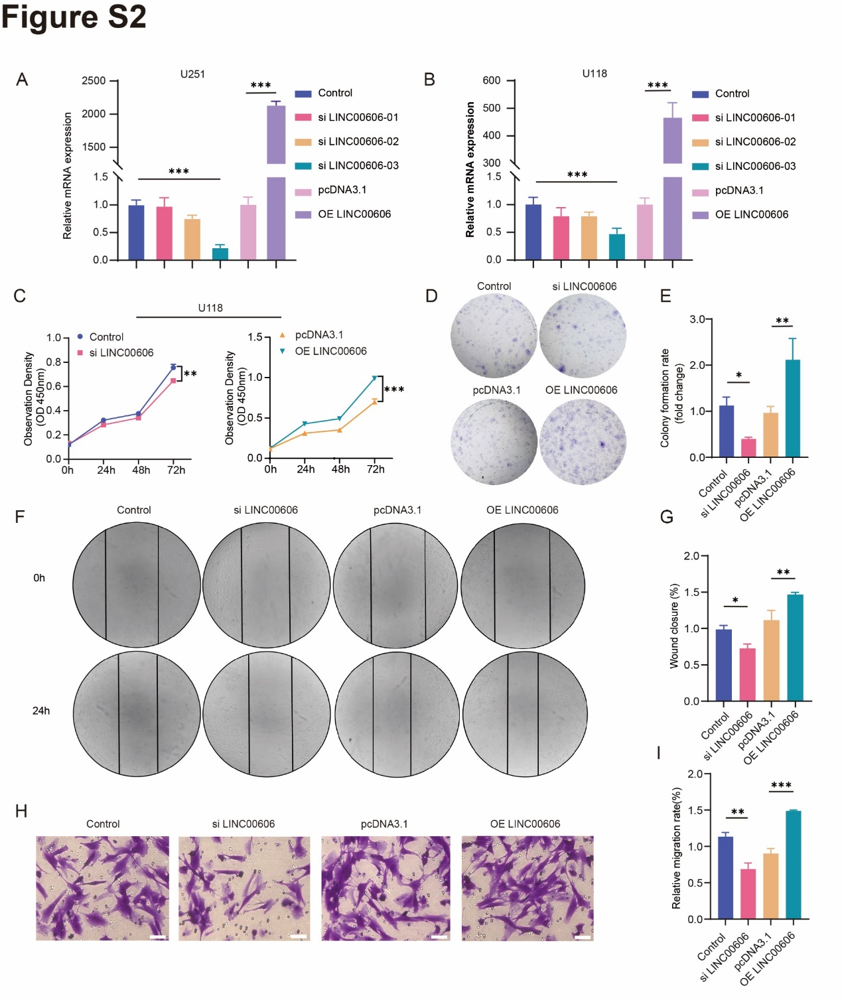 Figure S2
A
U251
2500
2000
1500
1.5
1.0
0.5
0.0
Relative mRNA expression
***
***
Control
si LINC00606-01
si LINC00606-02
si LINC00606-03
pcDNA3.1
OE LINC00606
B
U118
600
500
400
300
1.5
1.0
0.5
0.0
Relative mRNA expression
***
***
Control
si LINC00606-01
si LINC00606-02
si LINC00606-03
pcDNA3.1
OE LINC00606
C
U118
Control
si LINC00606
1.0
0.8
0.6
0.4
0.2
0.0
Observation Density
(OD 450nm)
**
0h
24h
48h
72h
pcDNA3.1
OE LINC00606
1.5
1.0
0.5
0.0
Observation Density
(OD 450nm)
***
0h
24h
48h
72h
D
Control
si LINC00606
pcDNA3.1
OE LINC00606
E
3.0
2.0
1.0
0.0
Colony formation rate
(fold change)
*
**
Control
si LINC00606
pcDNA3.1
OE LINC00606
F
Control
si LINC00606
pcDNA3.1
OE LINC00606
0h
24h
G
2.0
1.5
1.0
0.5
0.0
Wound closure (%)
*
**
Control
si LINC00606
pcDNA3.1
OE LINC00606
H
Control
si LINC00606
pcDNA3.1
OE LINC00606
I
2.0
1.5
1.0
0.5
0.0
Relative migration rate(%)
**
***
Control
si LINC00606
pcDNA3.1
OE LINC00606